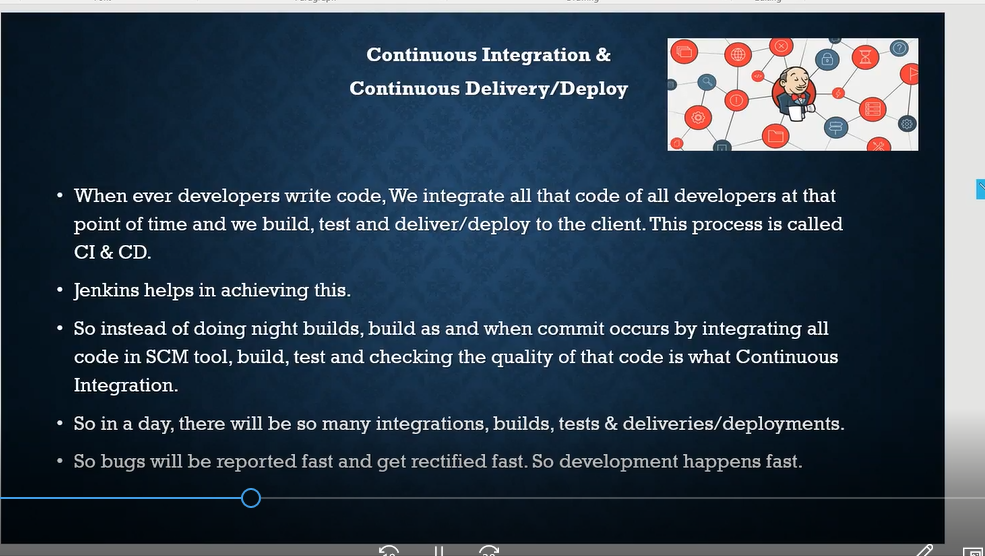 Continuous Integration &
Continuous Delivery/Deploy
• When ever developers write code, We integrate all that code of all developers at that
point of time and we build, test and deliver/deploy to the client. This process is called
CI & CD.
• Jenkins helps in achieving this.
• So instead of doing night builds, build as and when commit occurs by integrating all
code in SCM tool, build, test and checking the quality of that code is what Continuous
Integration.
• So in a day, there will be so many integrations, builds, tests & deliveries/deployments.
• So bugs will be reported fast and get rectified fast. So development happens fast.